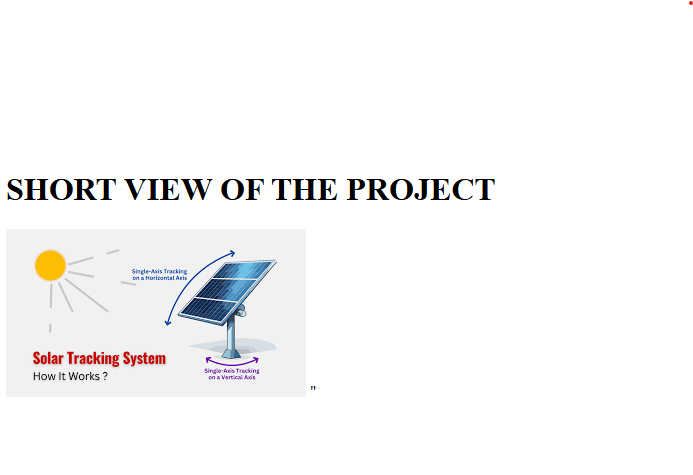 SHORT VIEW OF THE PROJECT
Single-Axis Tracking
on a Horizontal Axis
Solar Tracking System
How It Works ?
Single-Axis Tracking
on a Vertical Axis
"